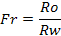 Fr = Ro / Rw